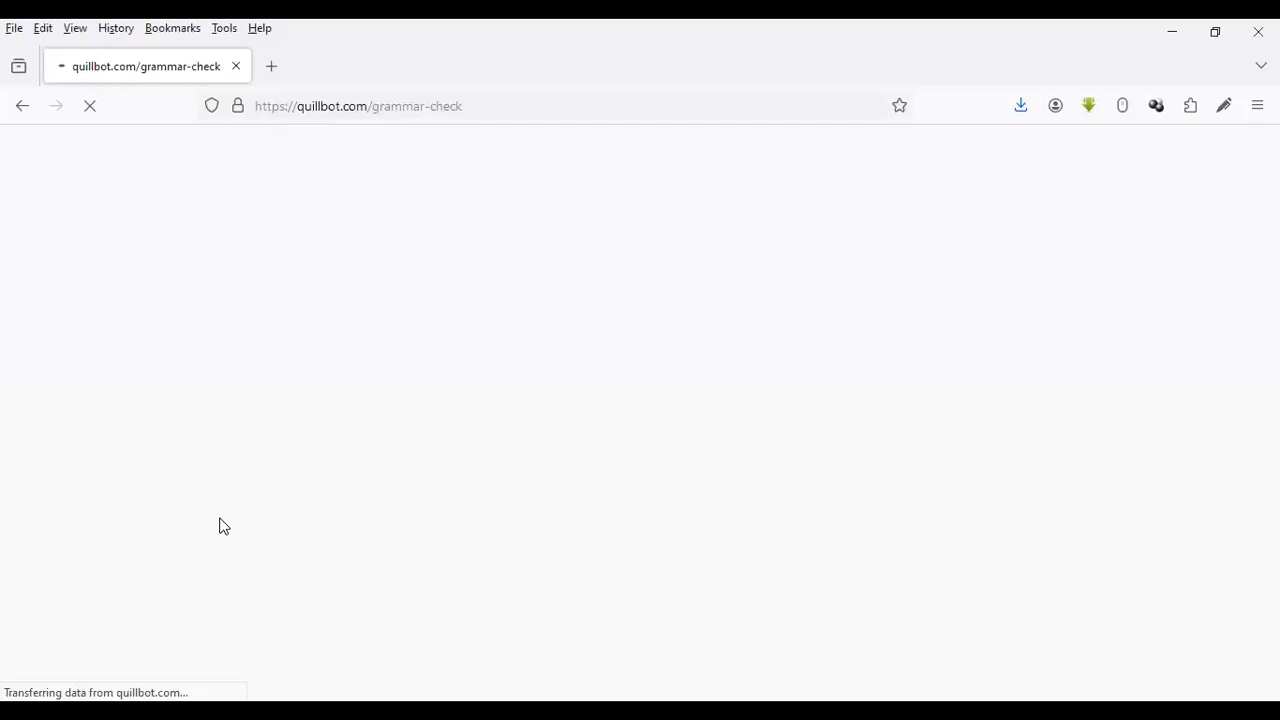 File Edit View History Bookmarks Tools Help
quillbot.com/grammar-check
https://quillbot.com/grammar-check
Transferring data from quillbot.com...